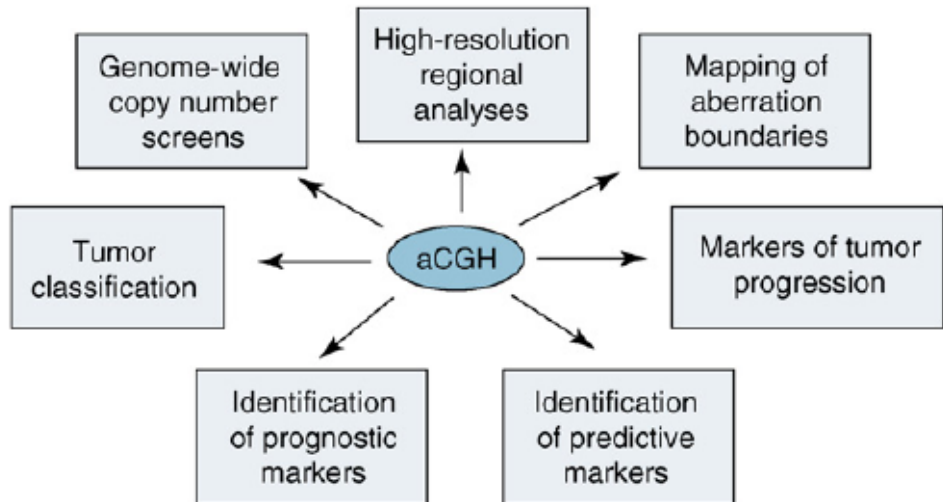 High-resolution
regional
analyses
Genome-wide
copy number
screens
Mapping of
aberration
boundaries
Tumor
classification
aCGH
Markers of tumor
progression
Identification
of prognostic
markers
Identification
of predictive
markers